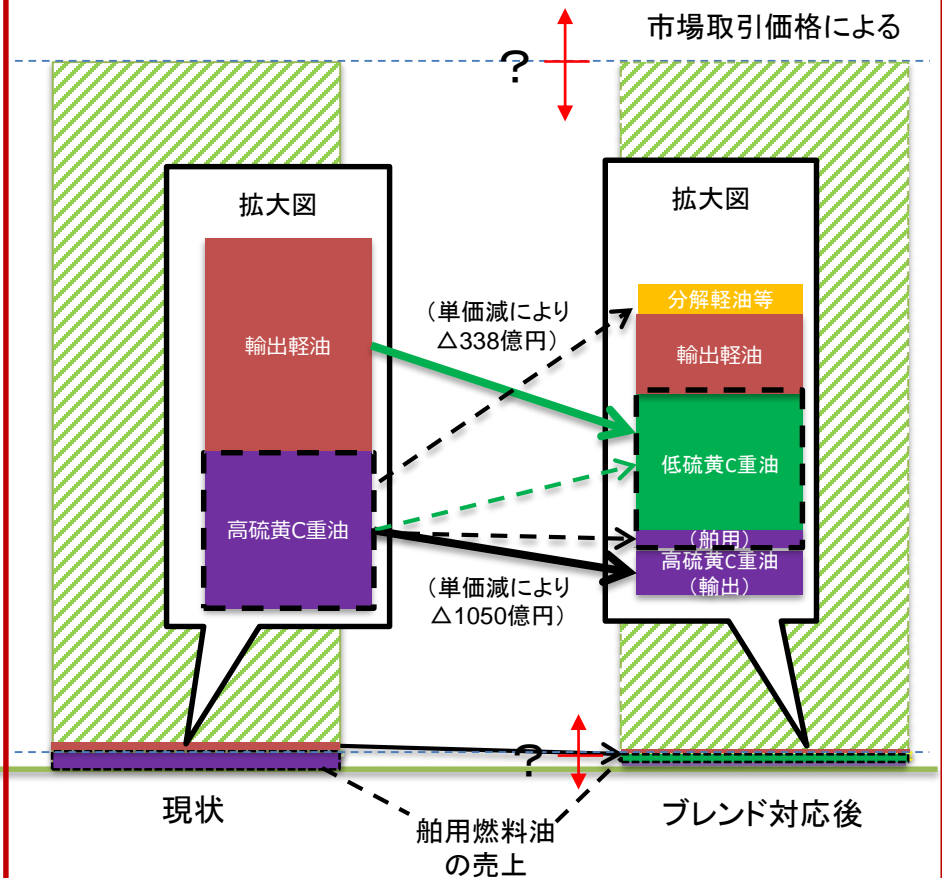 市場取引価格による
?
拡大図
輸出軽油
高硫黄C重油
(単価減により
△338億円)
(単価減により
△1050億円)
拡大図
分解軽油等
輸出軽油
低硫黄C重油
(舶用)
高硫黄C重油
(輸出)
?
現状
舶用燃料油
の売上
ブレンド対応後